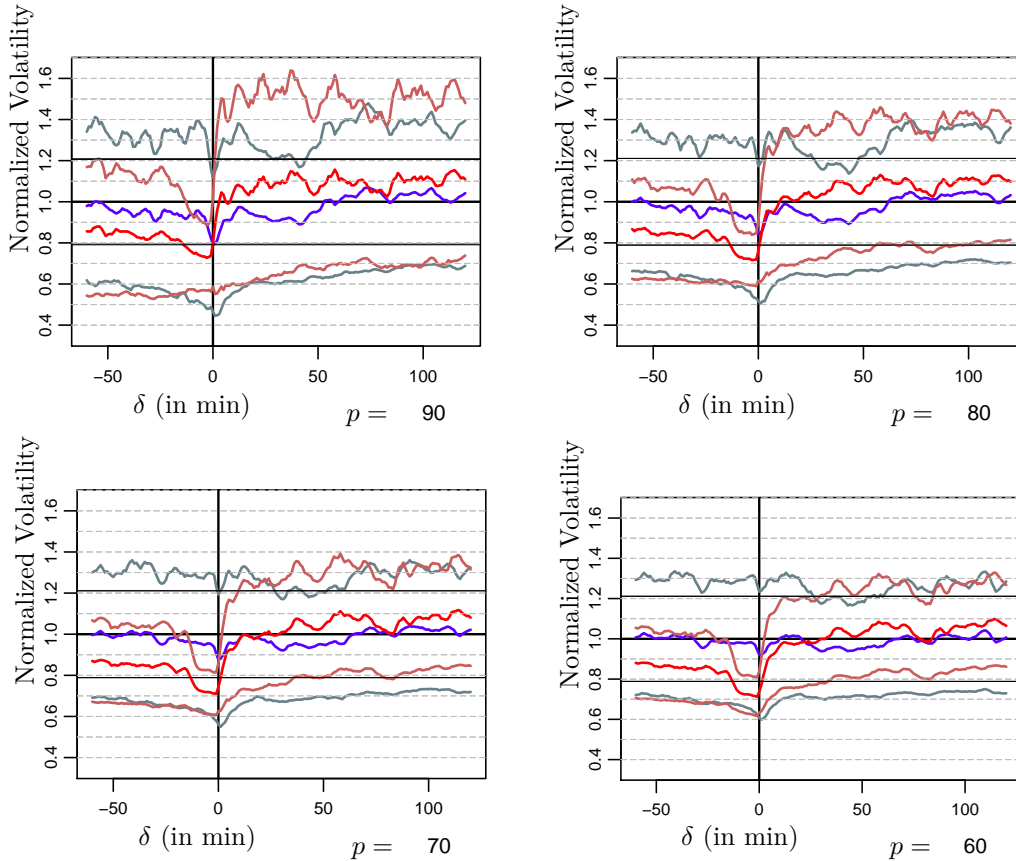 Normalized Volatility
0.4 0.6 0.8 1.0 1.2 1.4 1.6
−50 0 50 100
δ (in min)
p = 90
Normalized Volatility
0.4 0.6 0.8 1.0 1.2 1.4 1.6
−50 0 50 100
δ (in min)
p = 80
Normalized Volatility
0.4 0.6 0.8 1.0 1.2 1.4 1.6
−50 0 50 100
δ (in min)
p = 70
Normalized Volatility
0.4 0.6 0.8 1.0 1.2 1.4 1.6
−50 0 50 100
δ (in min)
p = 60